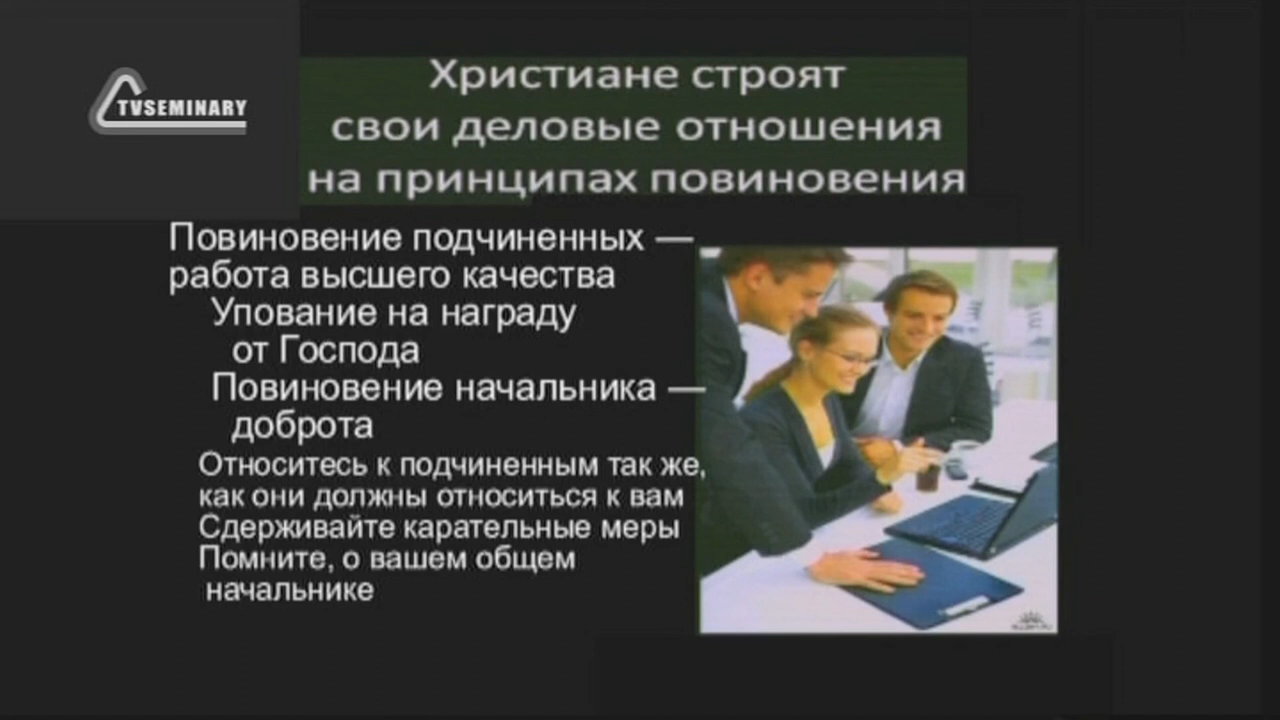 TVSEMINARY
Христиане строят
свои деловые отношения
на принципах повиновения
Повиновение подчиненных —
работа высшего качества
Упование на награду
от Господа
Повиновение начальника —
доброта
Относитесь к подчиненным так же,
как они должны относиться к вам
Сдерживайте карательные меры
Помните, о вашем общем
начальнике